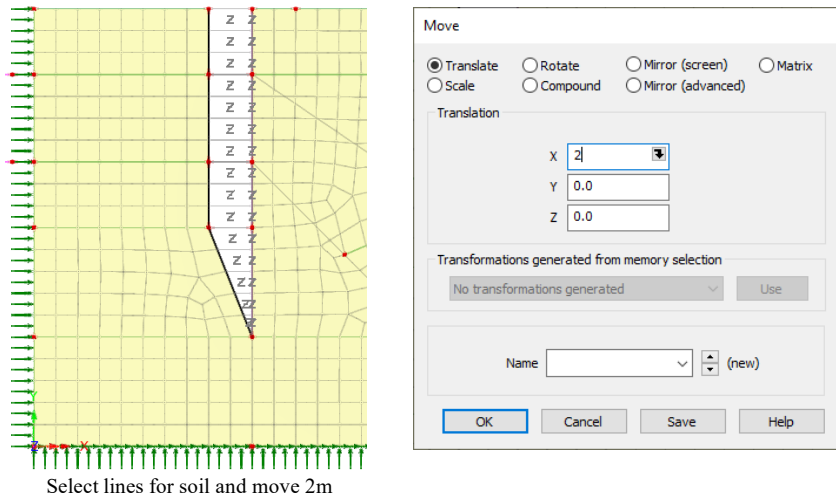 Move
Translate Rotate Mirror (screen) Matrix
Scale Compound Mirror (advanced)
Translation
X 2
Y 0.0
Z 0.0
Transformations generated from memory selection
No transformations generated Use
Name (new)
OK Cancel Save Help
Z Z
Z Z
Z Z
Z Z
Z Z
Z Z
Z Z
Z Z
Z Z
Z Z
Z Z
Z Z
Z Z
Z Z
Y
Z X
Select lines for soil and move 2m